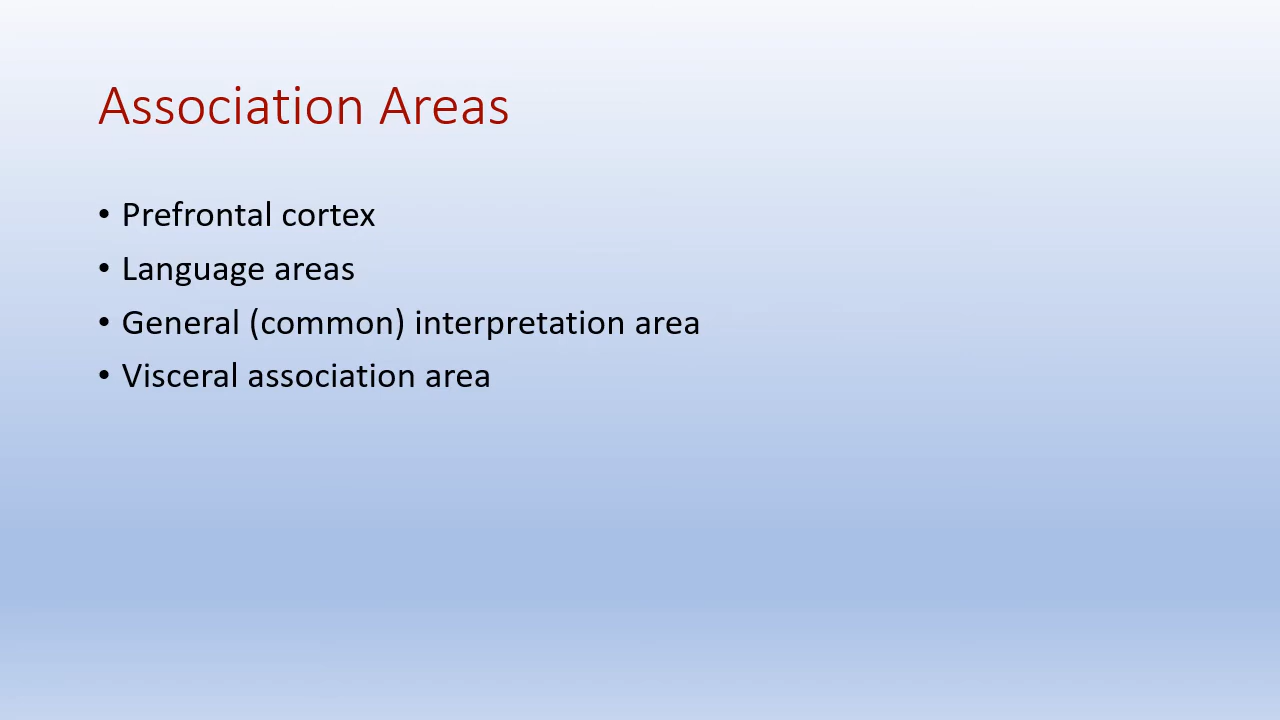 Association Areas
• Prefrontal cortex
• Language areas
• General (common) interpretation area
• Visceral association area